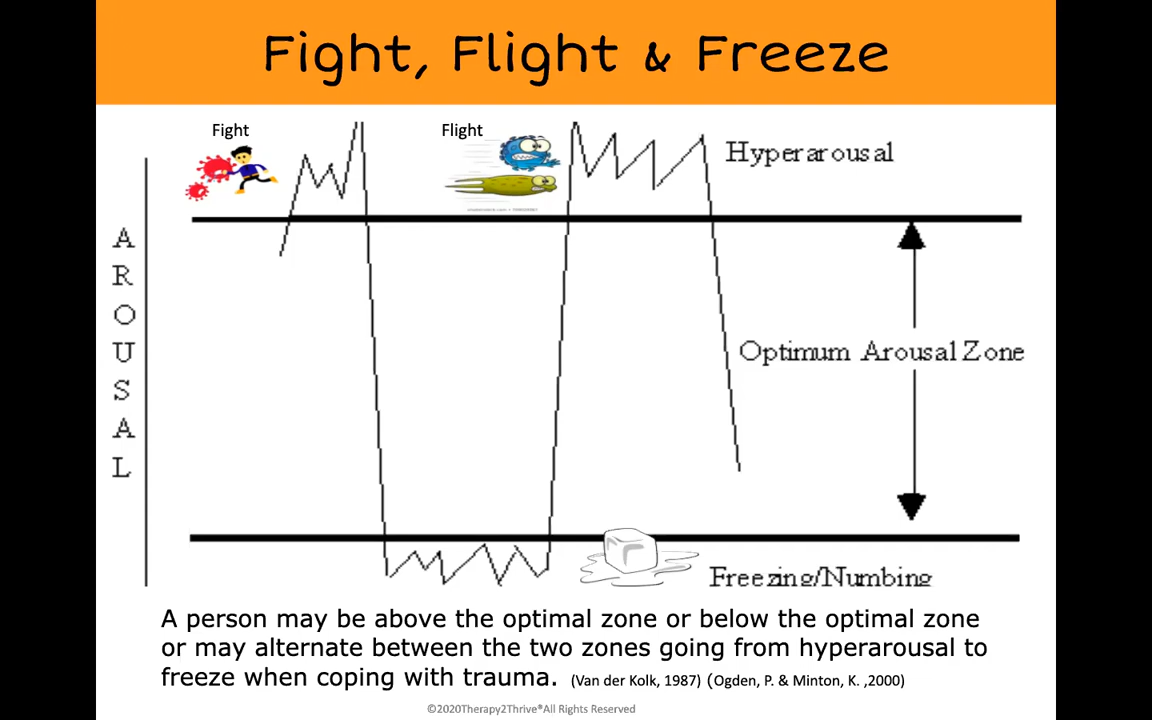 Fight, Flight & Freeze
Fight
Flight
Hyperarousal
AROUSAL
Optimum Arousal Zone
Freezing/Numbing
A person may be above the optimal zone or below the optimal zone
or may alternate between the two zones going from hyperarousal to
freeze when coping with trauma. (Van der Kolk, 1987) (Ogden, P. & Minton, K. ,2000)
©2020Therapy2Thrive®All Rights Reserved